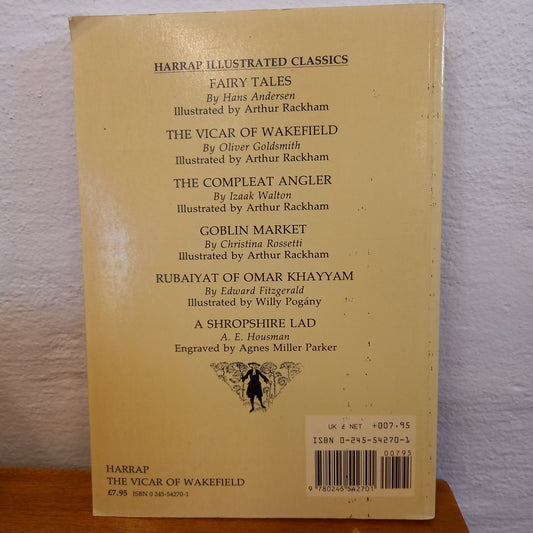 HARRAP ILLUSTRATED CLASSICS
FAIRY TALES
By Hans Andersen
Illustrated by Arthur Rackham
THE VICAR OF WAKEFIELD
By Oliver Goldsmith
Illustrated by Arthur Rackham
THE COMPLEAT ANGLER
By Izaak Walton
Illustrated by Arthur Rackham
GOBLIN MARKET
By Christina Rossetti
Illustrated by Arthur Rackham
RUBAIYAT OF OMAR KHAYYAM
By Edward Fitzgerald
Illustrated by Willy Pogány
A SHROPSHIRE LAD
A. E. Housman
Engraved by Agnes Miller Parker
UK £ NET +007.95
ISBN 0-245-54270-1
00795
9 780245 542701
HARRAP
THE VICAR OF WAKEFIELD
£7.95 ISBN 0 245-54270-1